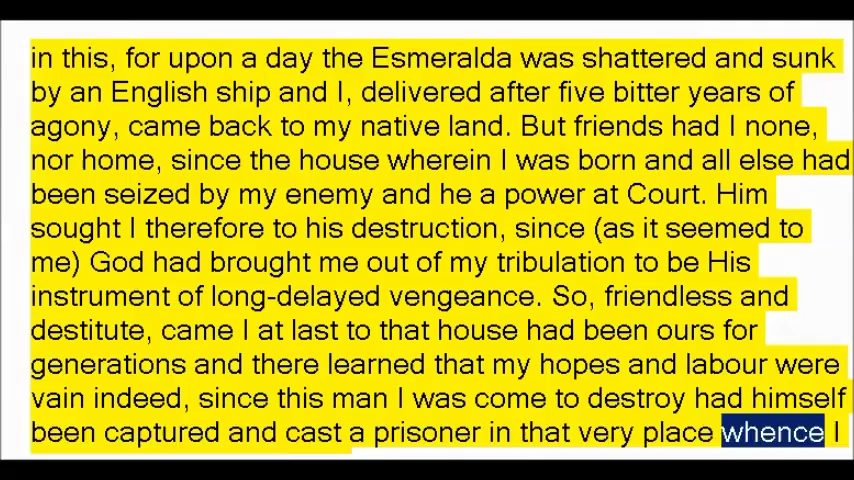 in this, for upon a day the Esmeralda was shattered and sunk
by an English ship and I, delivered after five bitter years of
agony, came back to my native land. But friends had I none,
nor home, since the house wherein I was born and all else had
been seized by my enemy and he a power at Court. Him
sought I therefore to his destruction, since (as it seemed to
me) God had brought me out of my tribulation to be His
instrument of long-delayed vengeance. So, friendless and
destitute, came I at last to that house had been ours for
generations and there learned that my hopes and labour were
vain indeed, since this man I was come to destroy had himself
been captured and cast a prisoner in that very place whence I